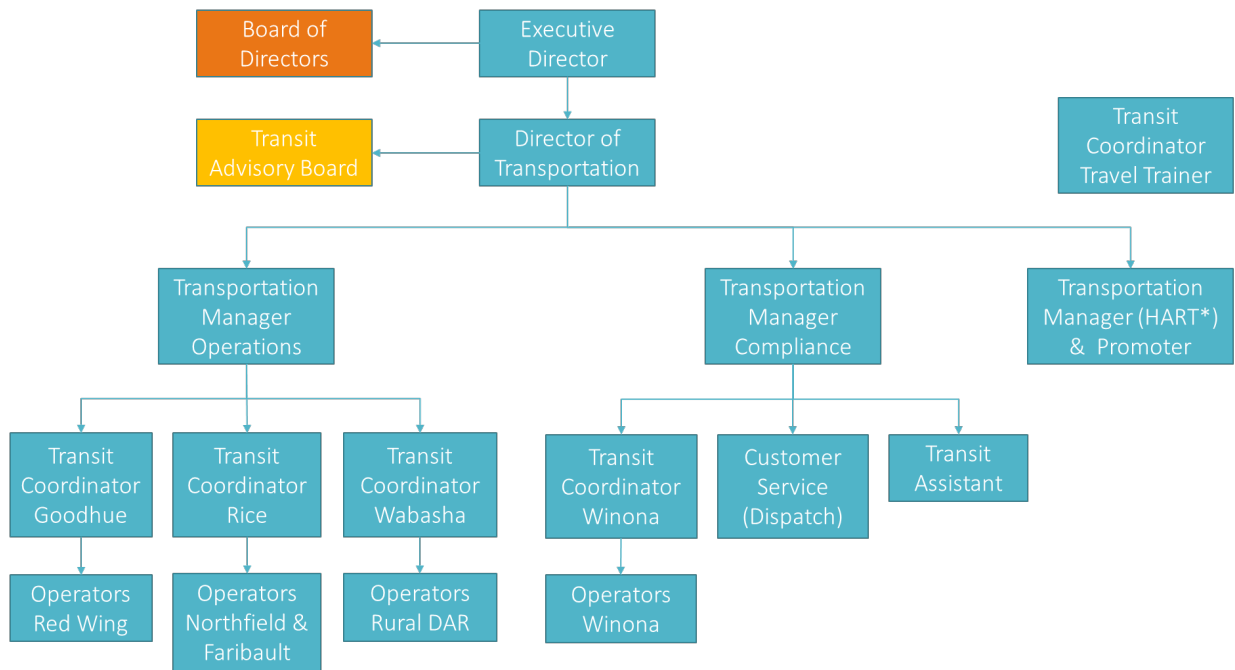 Board of
Directors
Executive
Director
Transit
Advisory Board
Director of
Transportation
Transit
Coordinator
Travel Trainer
Transportation
Manager
Operations
Transportation
Manager
Compliance
Transportation
Manager (HART*)
& Promoter
Transit
Coordinator
Goodhue
Transit
Coordinator
Rice
Transit
Coordinator
Wabasha
Transit
Coordinator
Winona
Customer
Service
(Dispatch)
Transit
Assistant
Operators
Red Wing
Operators
Northfield &
Faribault
Operators
Rural DAR
Operators
Winona